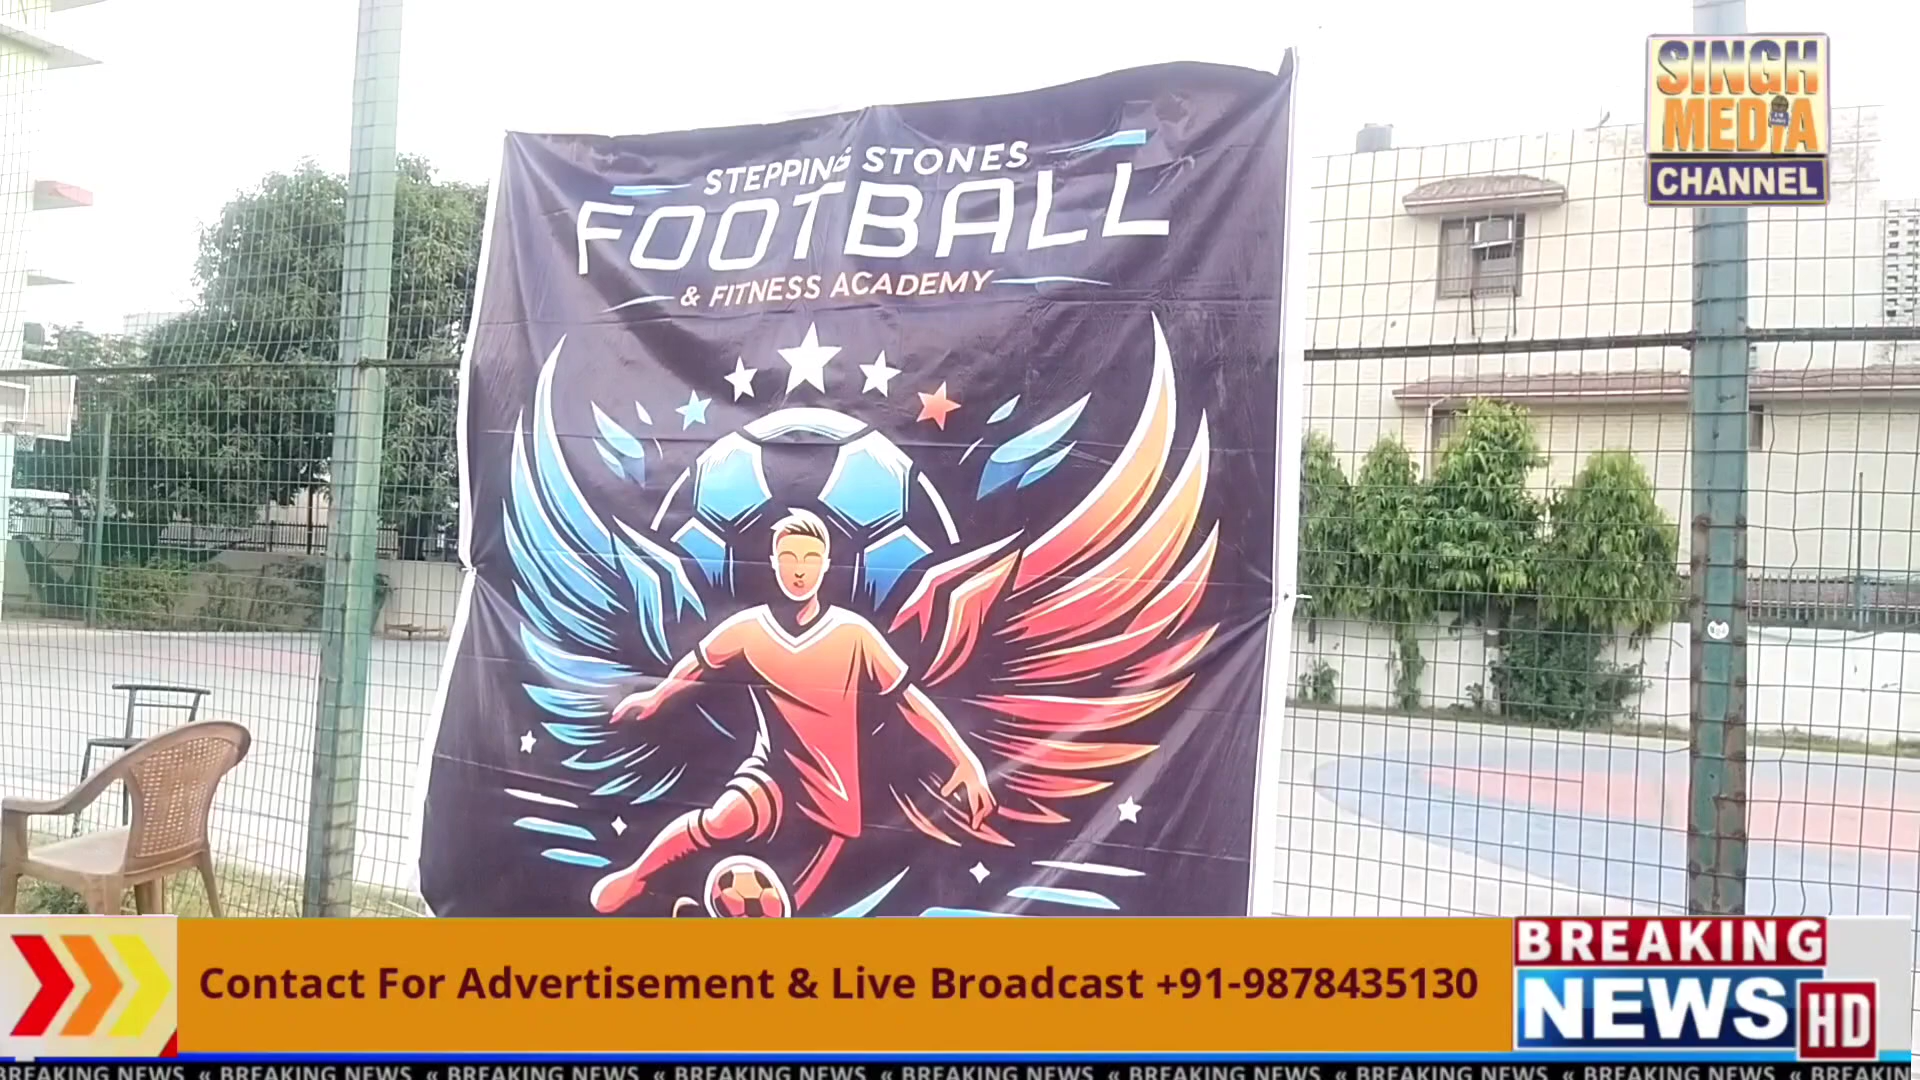 SINGH
MEDiA
CHANNEL
STEPPING STONES
FOOTBALL
& FITNESS ACADEMY
Contact For Advertisement & Live Broadcast +91-9878435130
BREAKING
NEWS HD
BREAKING NEWS « BREAKING NEWS « BREAKING NEWS « BREAKING NEWS « BREAKING NEWS « BREAKING NEWS « BREAKING NEWS « BREAKING NEWS « BREAKIN